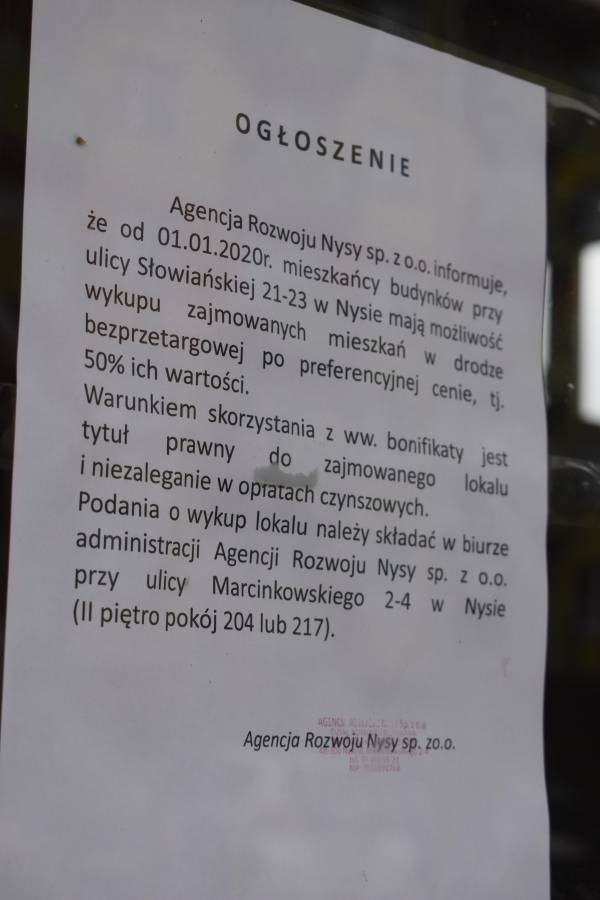 OGŁOSZENIE
Agencja Rozwoju Nysy sp. z o.o. informuje,
że od 01.01.2020r. mieszkańcy budynków przy
ulicy Słowiańskiej 21-23 w Nysie mają możliwość
wykupu zajmowanych mieszkań w drodze
bezprzetargowej po preferencyjnej cenie, tj.
50% ich wartości.
Warunkiem skorzystania z ww. bonifikaty jest
tytuł prawny do zajmowanego lokalu
i niezaleganie w opłatach czynszowych.
Podania o wykup lokalu należy składać w biurze
administracji Agencji Rozwoju Nysy sp. z o.o.
przy ulicy Marcinkowskiego 2-4 w Nysie
(II piętro pokój 204 lub 217).
Agencja Rozwoju Nysy sp. zo.o.